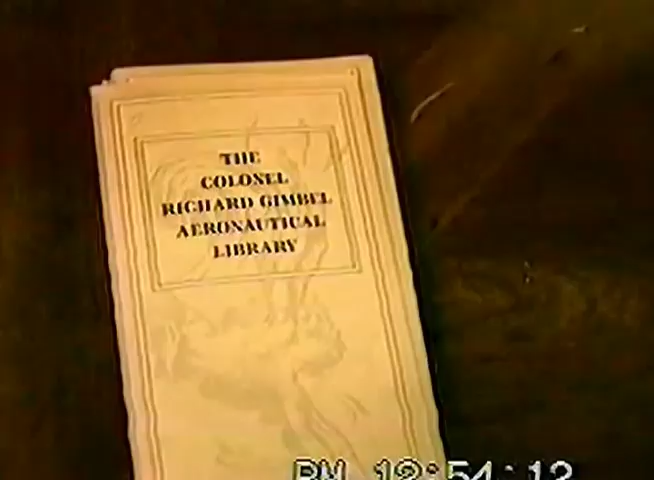 THE
COLONEL
RICHARD GIMBEL
AERONAUTICAL
LIBRARY
PM 12:54:12